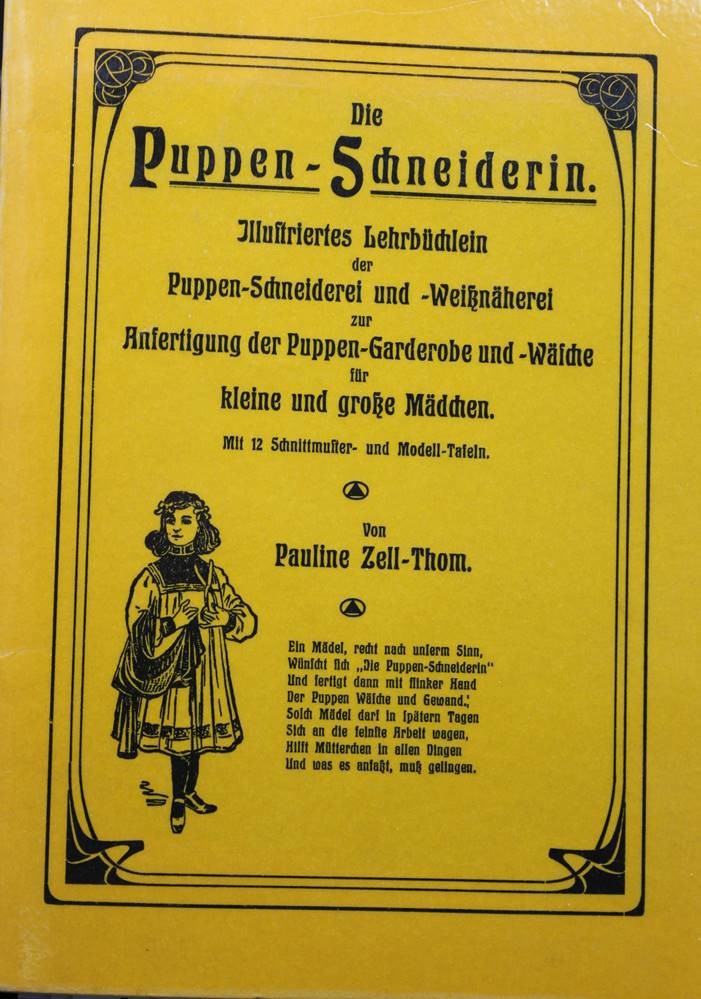 Die
Puppen-Schneiderin.
Illustriertes Lehrbüchlein
der
Puppen-Schneiderei und -Weißnäherei
zur
Anfertigung der Puppen-Garderobe und -Wäsche
für
kleine und große Mädchen.
Mit 12 Schnittmuster- und Modell-Tafeln.
Von
Pauline Zell-Thom.
Ein Mädel, recht nach unserm Sinn,
Wünscht sich „Die Puppen-Schneiderin“
Und fertigt dann mit flinker Hand
Der Puppen Wäsche und Gewand.;
Solch Mädel darf in spätern Tagen
Sich an die feinste Arbeit wagen,
Hilft Mütterchen in allen Dingen
Und was es anfaßt, muß gelingen.